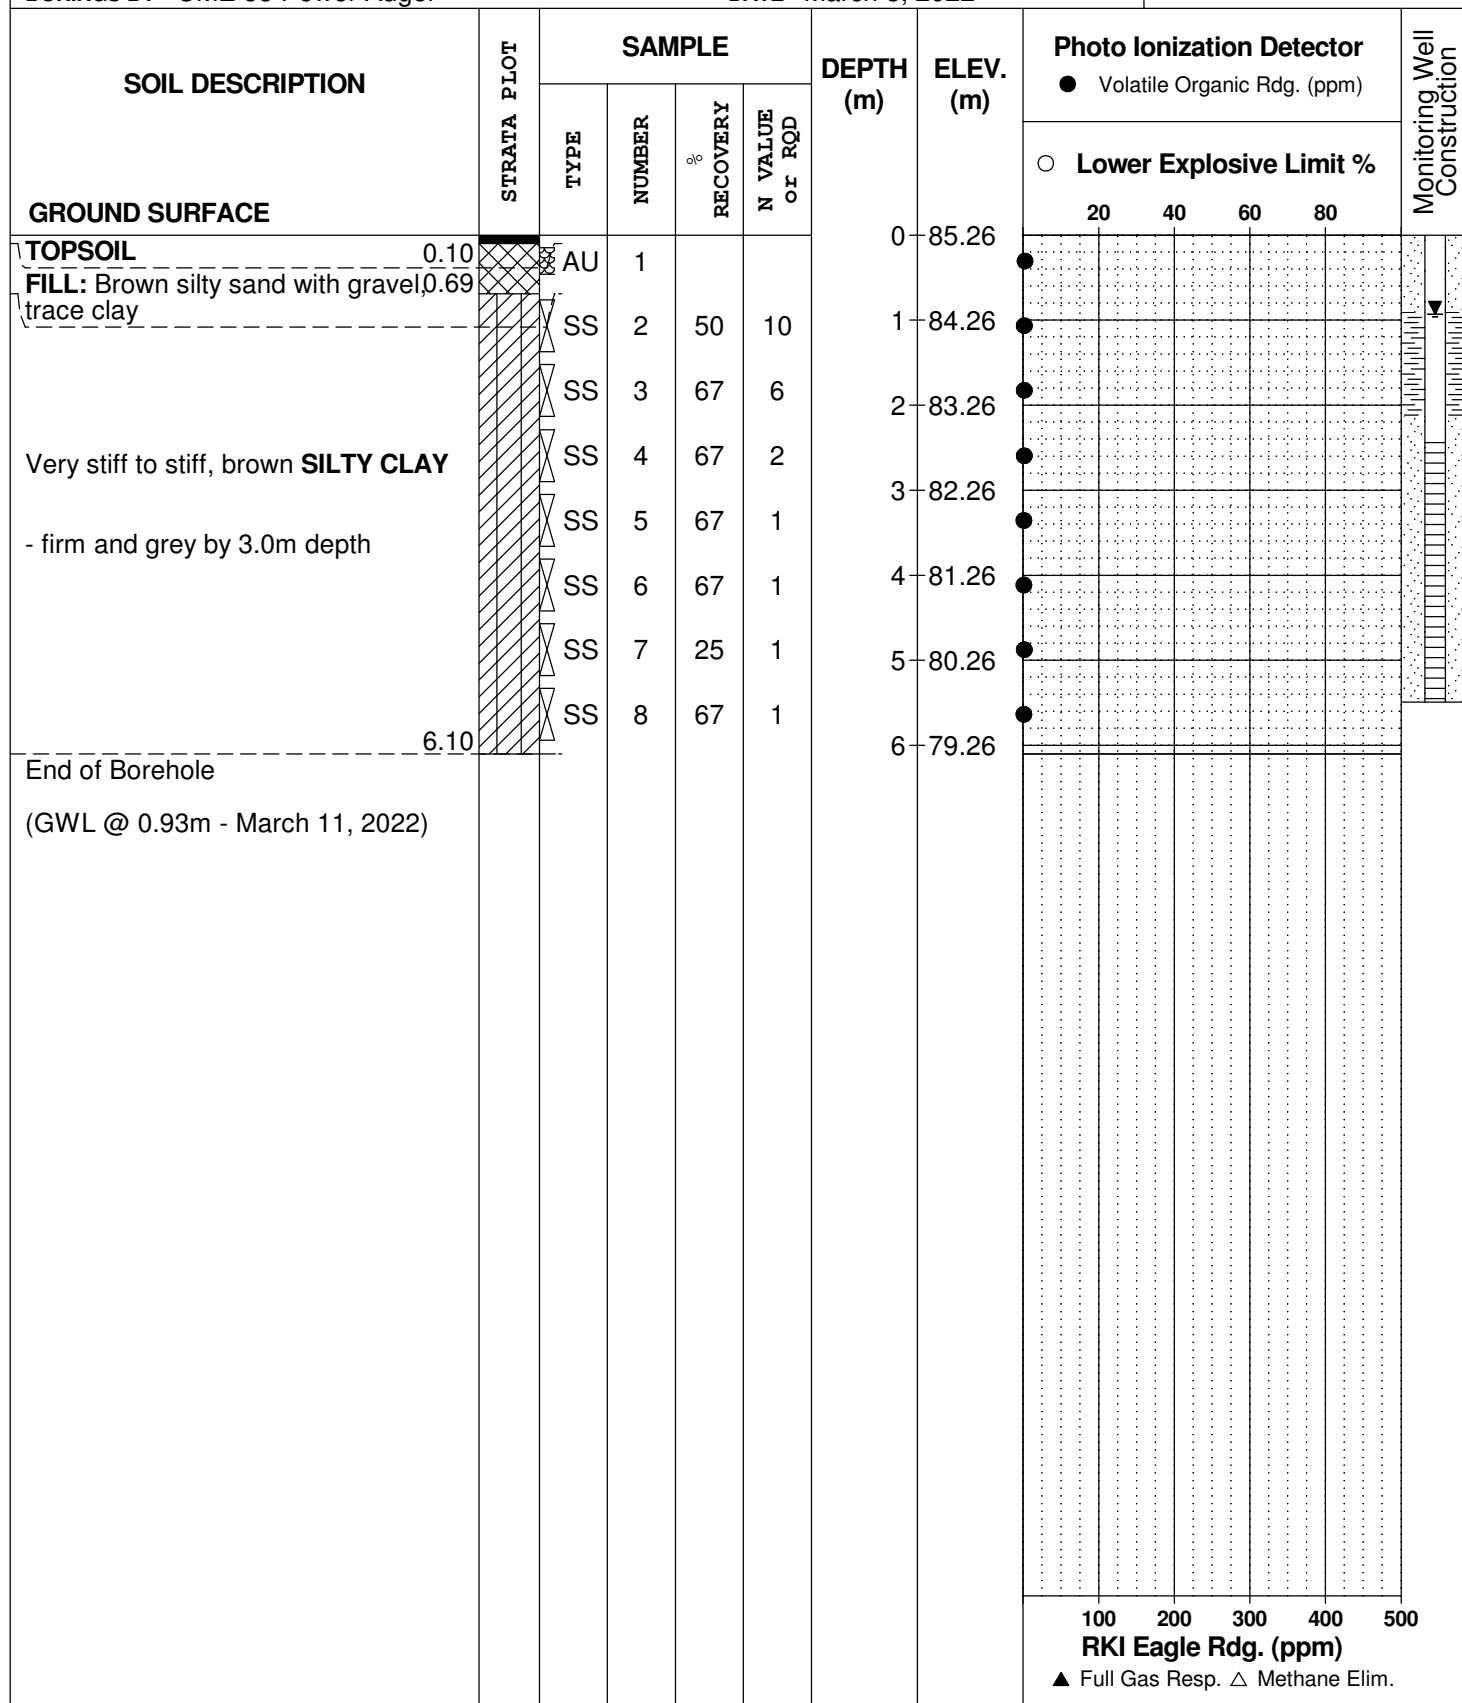 SOIL DESCRIPTION
GROUND SURFACE
STRATA PLOT
SAMPLE
TYPE
NUMBER
% RECOVERY
N VALUE or RQD
DEPTH (m)
ELEV. (m)
Photo Ionization Detector
● Volatile Organic Rdg. (ppm)
○ Lower Explosive Limit %
20 40 60 80
Monitoring Well Construction
0 85.26
TOPSOIL 0.10
AU 1
FILL: Brown silty sand with gravel, 0.69
trace clay
SS 2 50 10
1 84.26
SS 3 67 6
2 83.26
Very stiff to stiff, brown SILTY CLAY
SS 4 67 2
3 82.26
SS 5 67 1
- firm and grey by 3.0m depth
4 81.26
SS 6 67 1
SS 7 25 1
5 80.26
SS 8 67 1
6.10
6 79.26
End of Borehole
(GWL @ 0.93m - March 11, 2022)
100 200 300 400 500
RKI Eagle Rdg. (ppm)
▲ Full Gas Resp. △ Methane Elim.